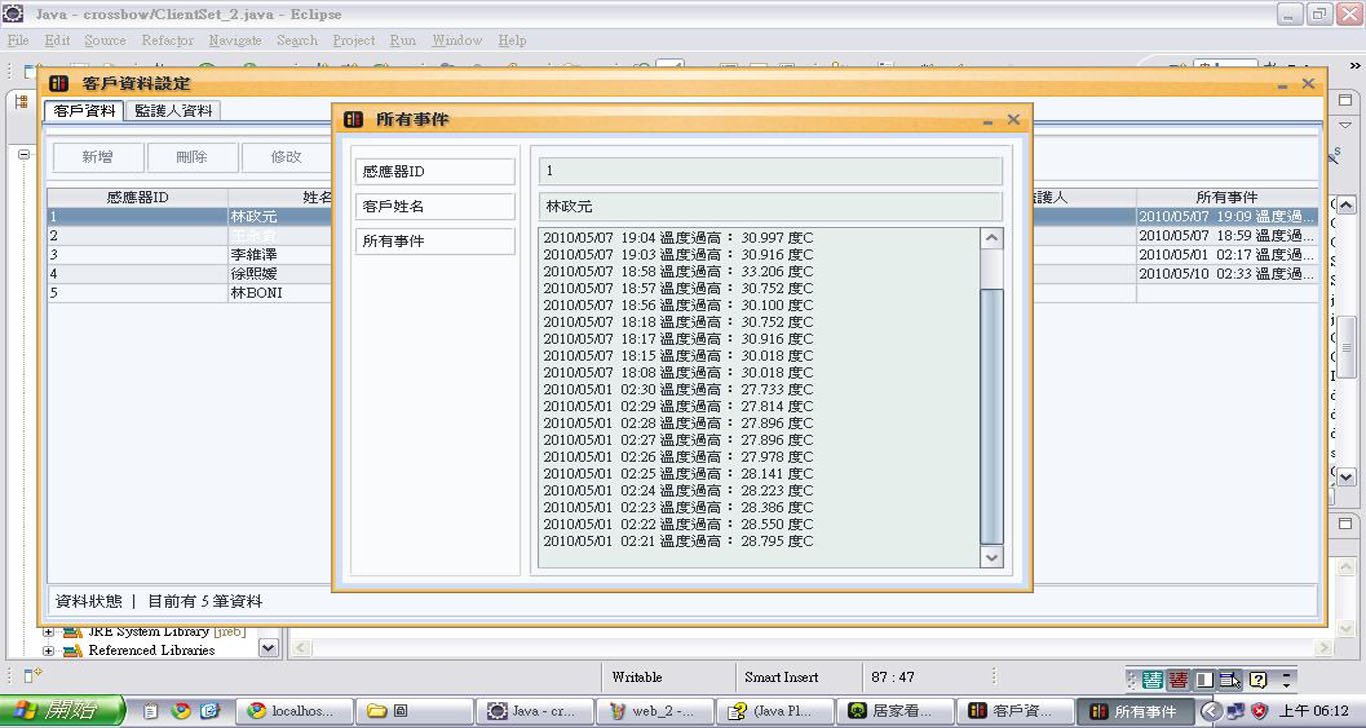 Java - crossbow/ClientSet_2.java - Eclipse
File Edit Source Refactor Navigate Search Project Run Window Help
客戶資料設定
客戶資料 監護人資料
新增 刪除 修改
感應器ID 姓名 監護人 所有事件
1 林政元 2010/05/07 19:09 溫度過...
2 2010/05/07 18:59 溫度過...
3 李維澤 2010/05/01 02:17 溫度過...
4 徐熙媛 2010/05/10 02:33 溫度過...
5 林BONI
資料狀態 | 目前有 5 筆資料
所有事件
感應器ID 1
客戶姓名 林政元
所有事件
2010/05/07 19:04 溫度過高： 30.997 度C
2010/05/07 19:03 溫度過高： 30.916 度C
2010/05/07 18:58 溫度過高： 33.206 度C
2010/05/07 18:57 溫度過高： 30.752 度C
2010/05/07 18:56 溫度過高： 30.100 度C
2010/05/07 18:18 溫度過高： 30.752 度C
2010/05/07 18:17 溫度過高： 30.916 度C
2010/05/07 18:15 溫度過高： 30.018 度C
2010/05/07 18:08 溫度過高： 30.018 度C
2010/05/01 02:30 溫度過高： 27.733 度C
2010/05/01 02:29 溫度過高： 27.814 度C
2010/05/01 02:28 溫度過高： 27.896 度C
2010/05/01 02:27 溫度過高： 27.896 度C
2010/05/01 02:26 溫度過高： 27.978 度C
2010/05/01 02:25 溫度過高： 28.141 度C
2010/05/01 02:24 溫度過高： 28.223 度C
2010/05/01 02:23 溫度過高： 28.386 度C
2010/05/01 02:22 溫度過高： 28.550 度C
2010/05/01 02:21 溫度過高： 28.795 度C
JRE System Library [jre6]
Referenced Libraries
Writable Smart Insert 87 : 47
開始 localhos... 圖 Java - cr... web_2 -... (Java Pl... 居家看... 客戶資... 所有事件 上午 06:12